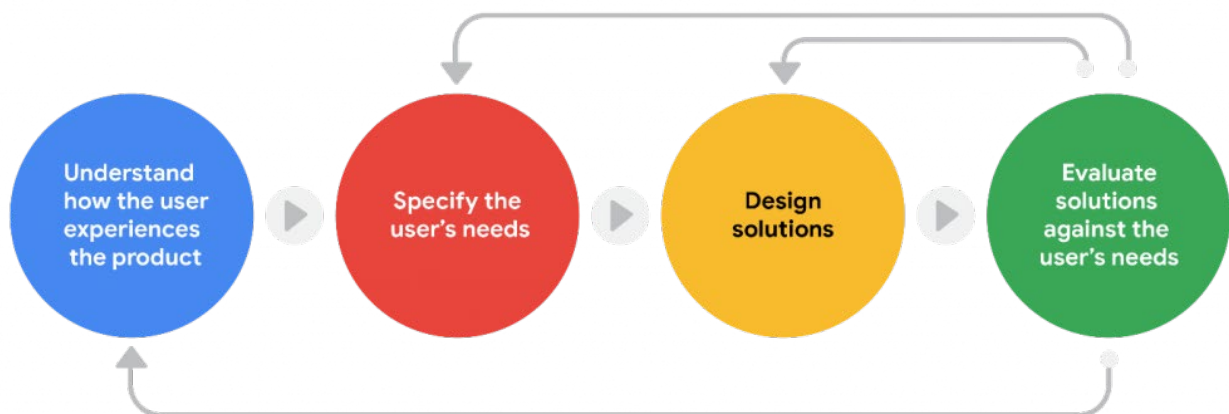 Understand
how the user
experiences
the product
Specify the
user's needs
Design
solutions
Evaluate
solutions
against the
user's needs